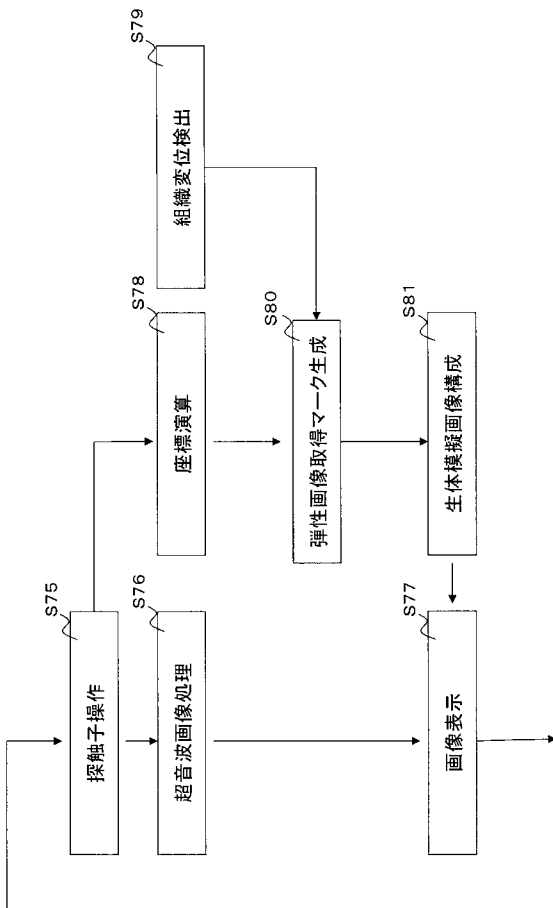 S75
探触子操作
S76
超音波画像処理
S77
画像表示
S78
座標演算
S79
組織変位検出
S80
弾性画像取得マーク生成
S81
生体模擬画像構成